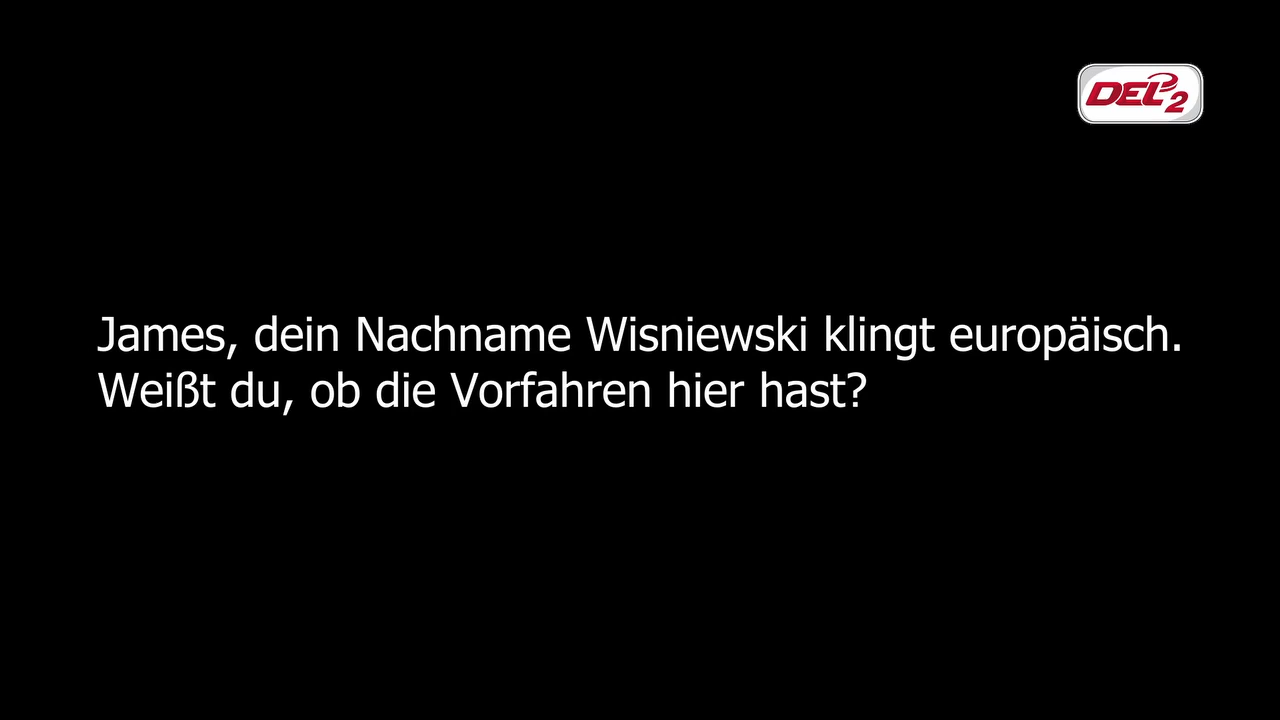 DEL2
James, dein Nachname Wisniewski klingt europäisch.
Weißt du, ob die Vorfahren hier hast?